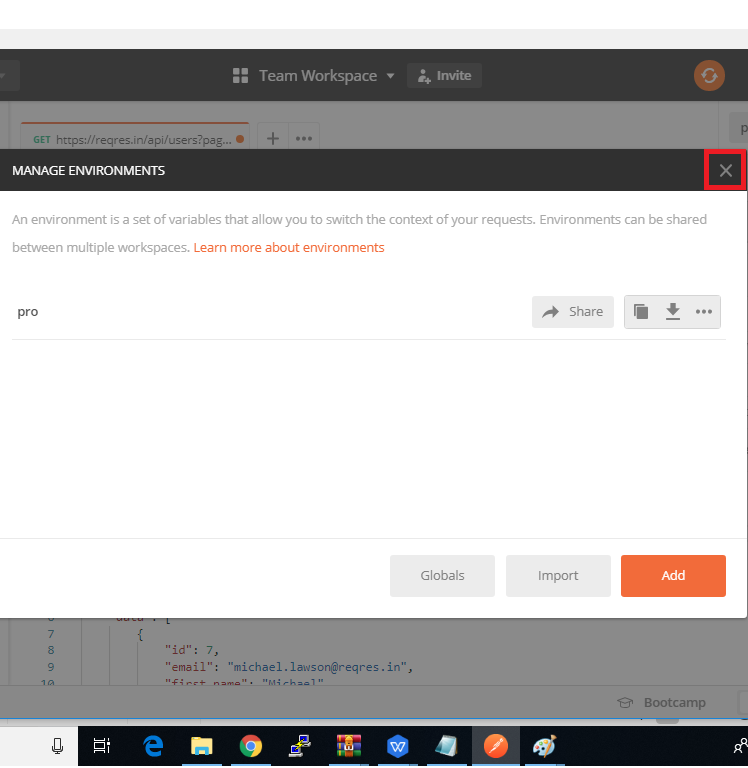 Team Workspace
Invite
GET https://reqres.in/api/users?pag...
MANAGE ENVIRONMENTS
An environment is a set of variables that allow you to switch the context of your requests. Environments can be shared
between multiple workspaces. Learn more about environments
pro
Share
Globals
Import
Add
"data": [
7 {
8 "id": 7,
9 "email": "michael.lawson@reqres.in",
10 "first_name": "Michael"
Bootcamp